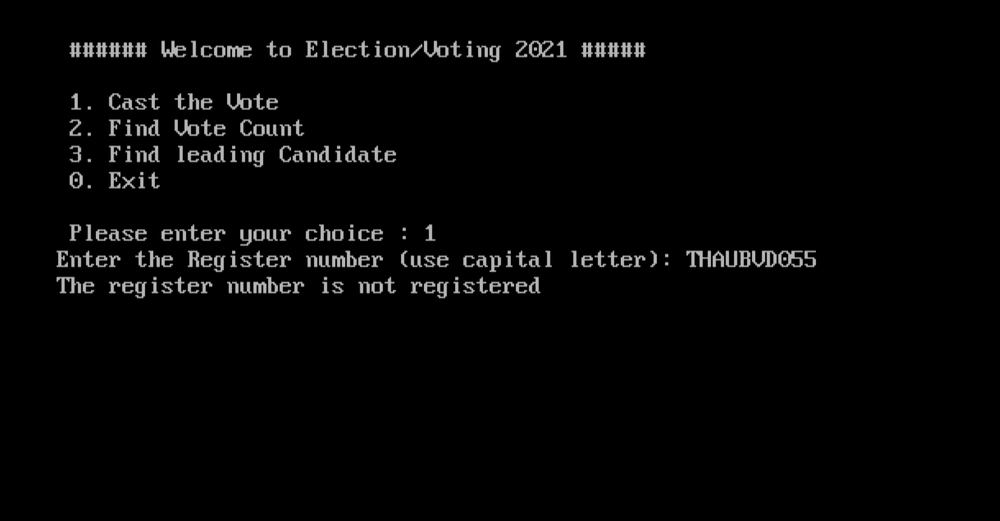 ###### Welcome to Election/Voting 2021 #####
1. Cast the Vote
2. Find Vote Count
3. Find leading Candidate
0. Exit
Please enter your choice : 1
Enter the Register number (use capital letter): THAUBVD055
The register number is not registered